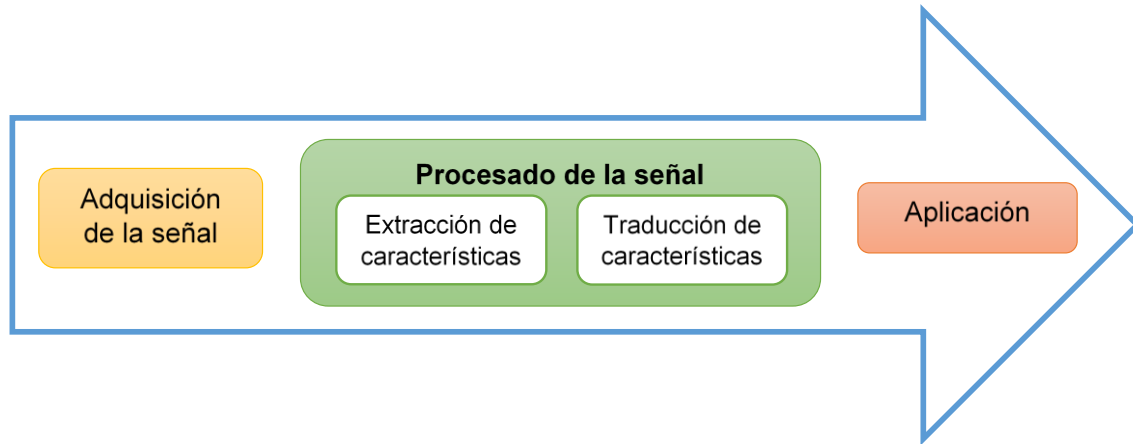 Adquisición
de la señal
Procesado de la señal
Extracción de
características
Traducción de
características
Aplicación